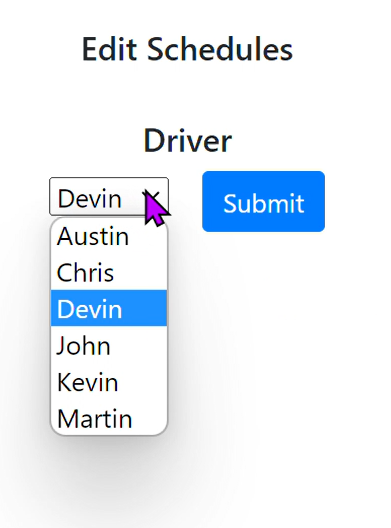 Edit Schedules
Driver
Devin
Submit
Austin
Chris
Devin
John
Kevin
Martin